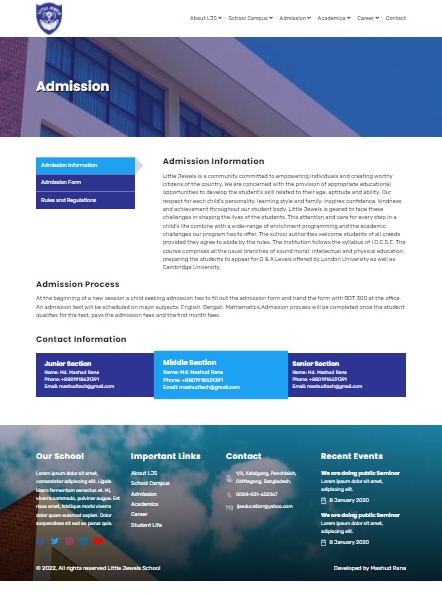 About LJS School Campus Admission Academics Career Contact
Admission
Admission Information
Admission Form
Rules and Regulations
Admission Information
Little Jewels is a community committed to empowering individuals and creating worthy
citizens of the country. We are concerned with the provision of appropriate educational
opportunities to develop the student's skill related to their age, aptitude and ability. Our
respect for each child's personality, learning style and family, inspires confidence, kindness
and achievement throughout our student body. Little Jewels is geared to face these
challenges in shaping the lives of the students .This attention and care for every step in a
child's life combine with a wide-range of enrichment programming and the academic
challenges our program has to offer. The school authorities welcome students of all creeds
provided they agree to abide by the rules. The institution follows the syllabus of I.G.C.S.E. The
course comprises all the usual branches of sound moral, intellectual and physical education,
preparing the students to appear for O & A Levels offered by London University as well as
Cambridge University.
Admission Process
At the beginning of a new session a child seeking admission has to fill out the admission form and hand the form with BDT 300 at the office.
An admission test will be scheduled on major subjects: English, Bengali, Mathematics.Admission process will be completed once the student
qualifies for the test, pays the admission fees and the first month fees.
Contact Information
Junior Section
Name: Md. Mashud Rana
Phone: +8801918631391
Email: mashudtech@gmail.com
Middle Section
Name: Md. Mashud Rana
Phone: +8801918631391
Email: mashudtech@gmail.com
Senior Section
Name: Md. Mashud Rana
Phone: +8801918631391
Email: mashudtech@gmail.com
Our School
Lorem ipsum dolor sit amet,
consectetur adipiscing elit. Ligula
libero fermentum senectus et. Mi,
viverra commodo, pulvinar augue. Est
risus amet, tristique morbi viverra
dolor quam euismod sapien. Dolor
suspendisse sit sed eu purus quis.
Important Links
About LJS
School Campus
Admission
Academics
Career
Student Life
Contact
1/A, Katalgong, Panchlaish,
Chittagong, Bangladesh.
0088-031-652267
ljseducation@yahoo.com
Recent Events
We are doing public Seminar
Lorem ipsum dolor sit amet,
adipiscing elit.
8 January 2020
We are doing public Seminar
Lorem ipsum dolor sit amet,
adipiscing elit.
8 January 2020
© 2022, All rights reserved Little Jewels School
Developed by Mashud Rana